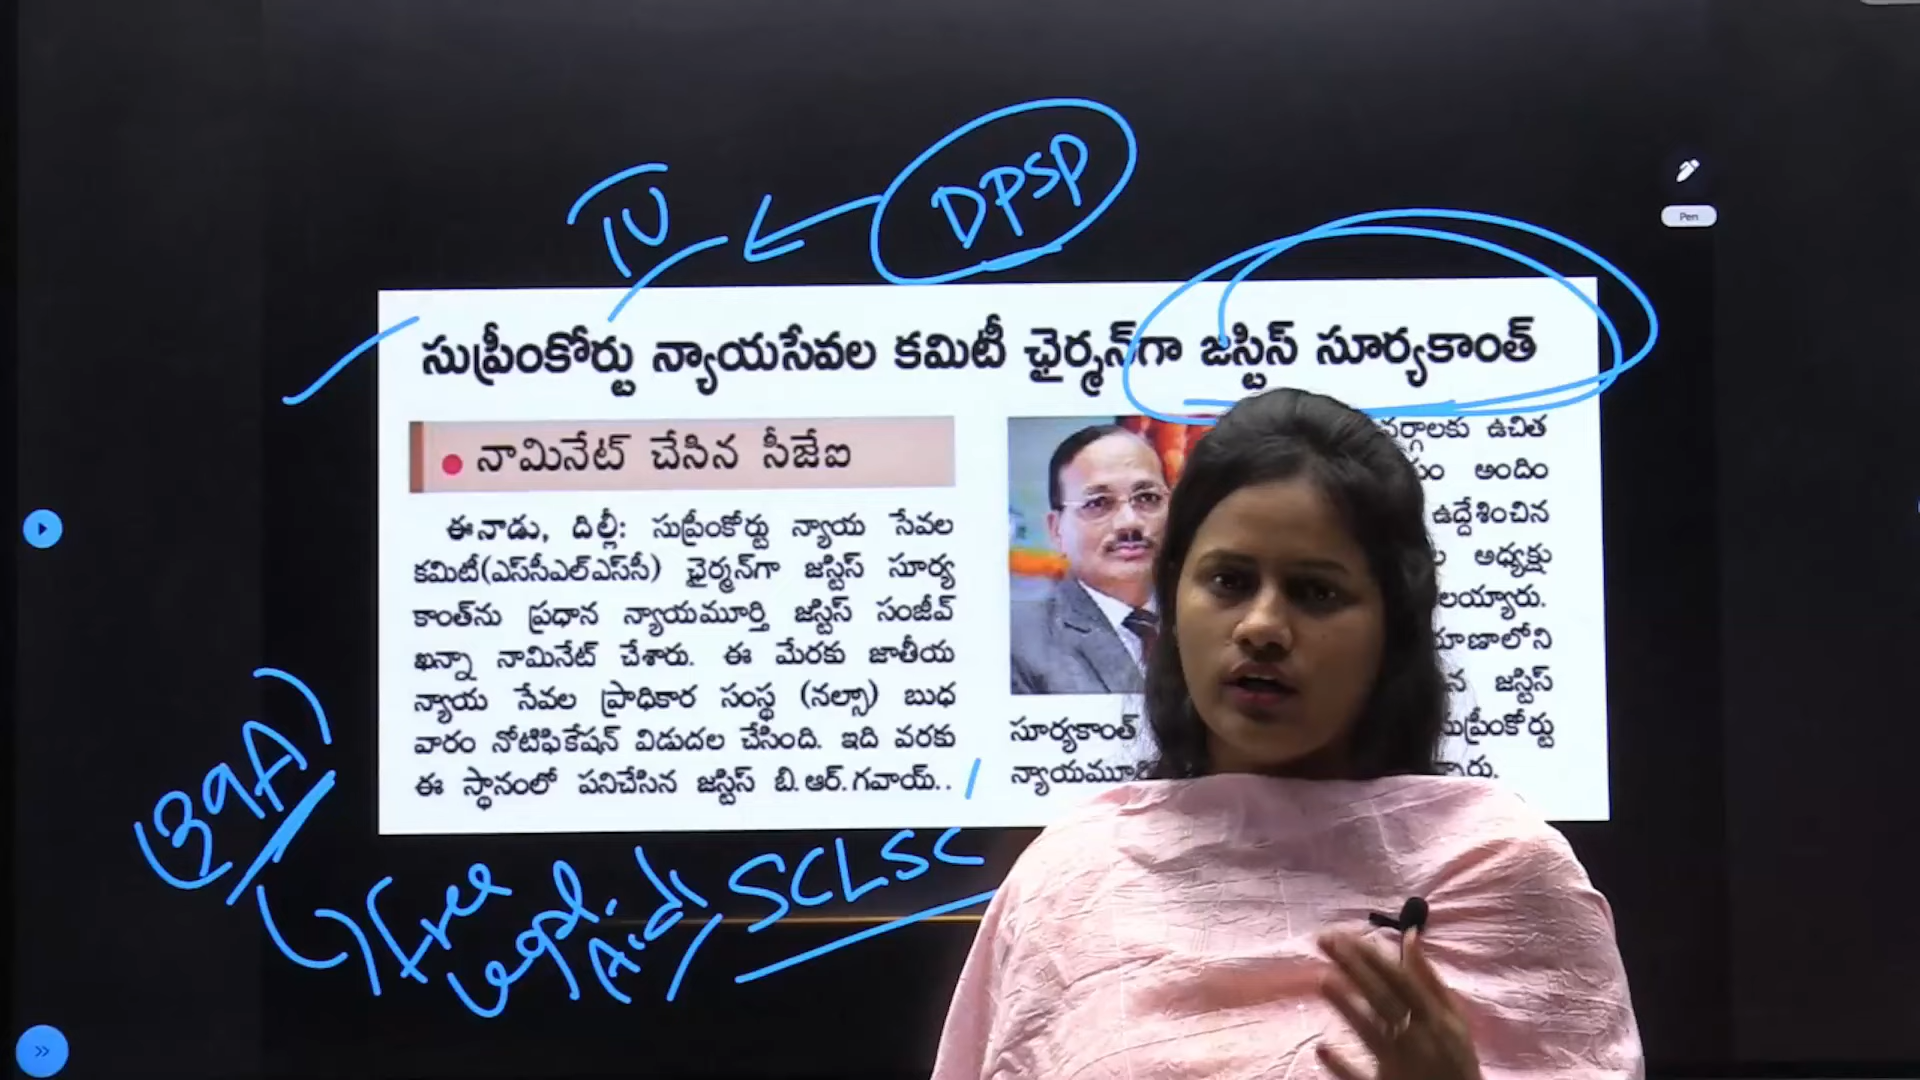 DPSP
IV
Pen
సుప్రీంకోర్టు న్యాయసేవల కమిటీ ఛైర్మన్‌గా జస్టిస్ సూర్యకాంత్
• నామినేట్ చేసిన సీజేఐ
ఈనాడు, దిల్లీ: సుప్రీంకోర్టు న్యాయ సేవల
కమిటీ(ఎస్‌సీఎల్‌ఎస్‌సీ) ఛైర్మన్‌గా జస్టిస్ సూర్య
కాంత్‌ను ప్రధాన న్యాయమూర్తి జస్టిస్ సంజీవ్
ఖన్నా నామినేట్ చేశారు. ఈ మేరకు జాతీయ
న్యాయ సేవల ప్రాధికార సంస్థ (నల్సా) బుధ
వారం నోటిఫికేషన్ విడుదల చేసింది. ఇది వరకు
ఈ స్థానంలో పనిచేసిన జస్టిస్ బి.ఆర్.గవాయ్..
ఉచిత
అందిం
ఉద్దేశించిన
అధ్యక్షు
జస్టిస్
సూర్యకాంత్ సుప్రీంకోర్టు
39A
Free
Legal
Aid
SCLSC